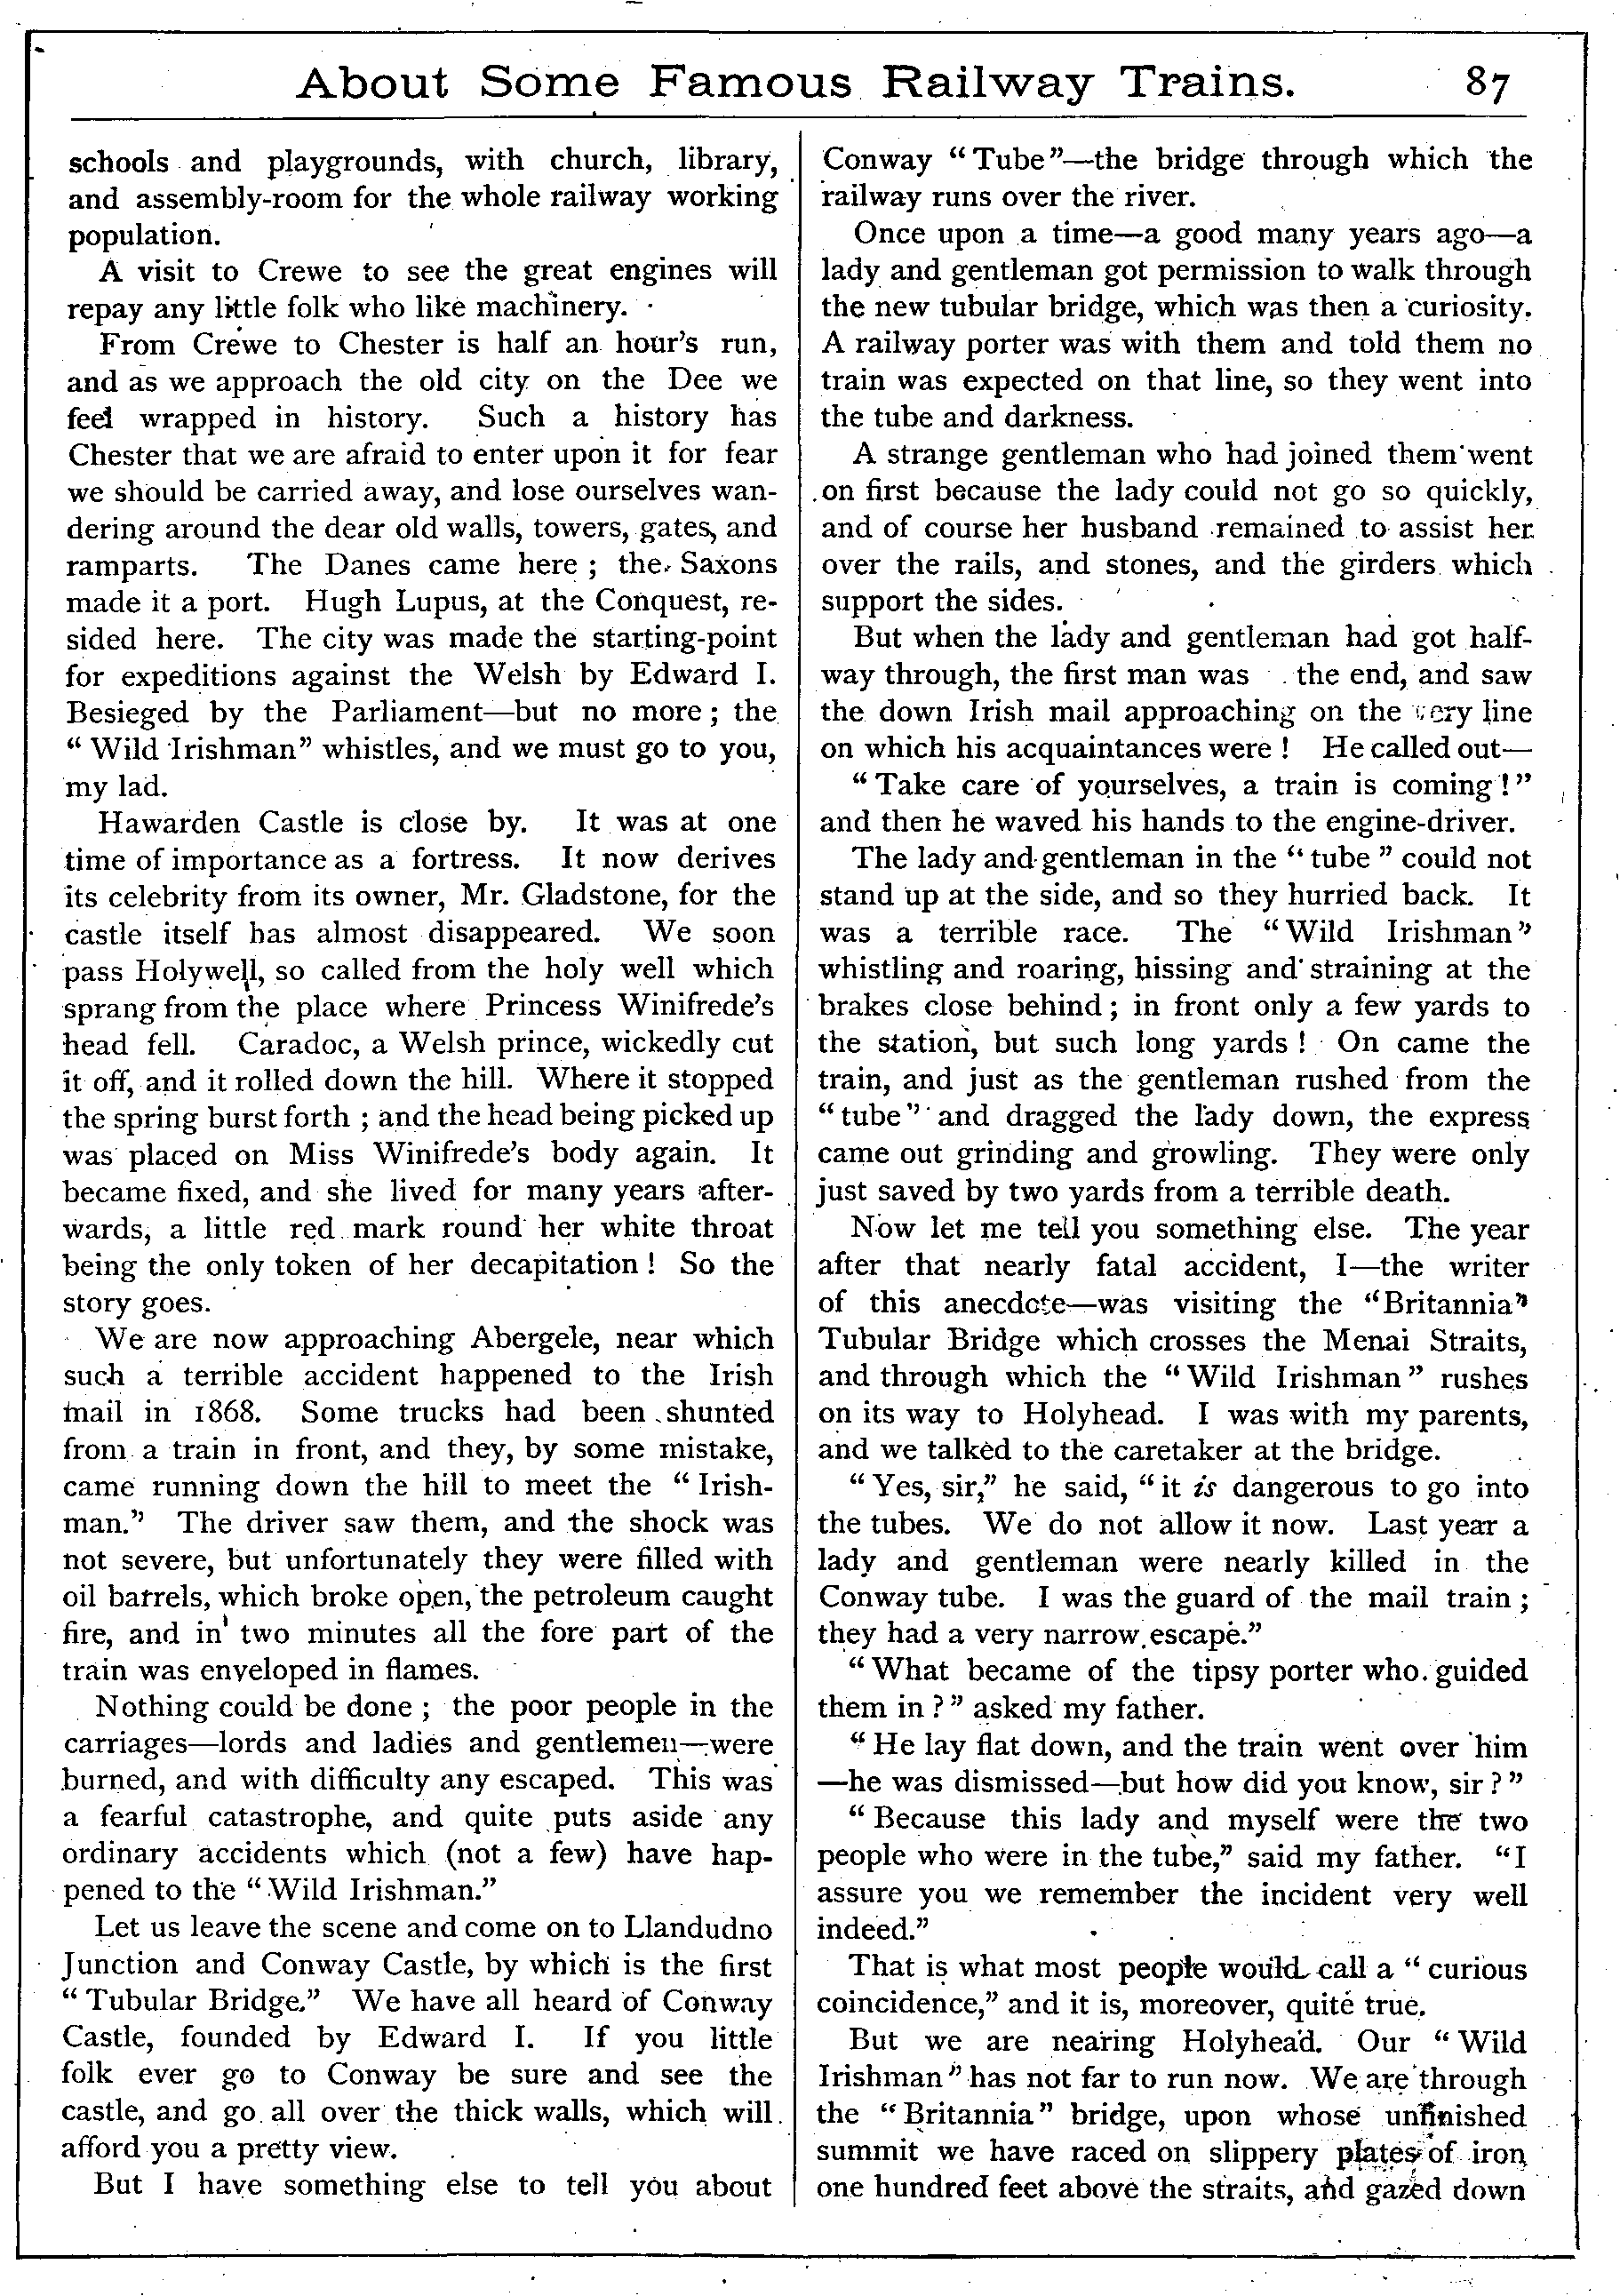 About Some Famous Railway Trains. 87
schools and playgrounds, with church, library,
and assembly-room for the whole railway working
population.
A visit to Crewe to see the great engines will
repay any little folk who like machinery.
From Crewe to Chester is half an hour's run,
and as we approach the old city on the Dee we
feel wrapped in history. Such a history has
Chester that we are afraid to enter upon it for fear
we should be carried away, and lose ourselves wan-
dering around the dear old walls, towers, gates, and
ramparts. The Danes came here ; the Saxons
made it a port. Hugh Lupus, at the Conquest, re-
sided here. The city was made the starting-point
for expeditions against the Welsh by Edward I.
Besieged by the Parliament—but no more ; the
“ Wild Irishman” whistles, and we must go to you,
my lad.
Hawarden Castle is close by. It was at one
time of importance as a fortress. It now derives
its celebrity from its owner, Mr. Gladstone, for the
castle itself has almost disappeared. We soon
pass Holywell, so called from the holy well which
sprang from the place where Princess Winifrede's
head fell. Caradoc, a Welsh prince, wickedly cut
it off, and it rolled down the hill. Where it stopped
the spring burst forth ; and the head being picked up
was placed on Miss Winifrede's body again. It
became fixed, and she lived for many years after-
wards, a little red mark round her white throat
being the only token of her decapitation ! So the
story goes.
We are now approaching Abergele, near which
such a terrible accident happened to the Irish
mail in 1868. Some trucks had been shunted
from a train in front, and they, by some mistake,
came running down the hill to meet the “ Irish-
man.” The driver saw them, and the shock was
not severe, but unfortunately they were filled with
oil barrels, which broke open, the petroleum caught
fire, and in two minutes all the fore part of the
train was enveloped in flames.
Nothing could be done ; the poor people in the
carriages—lords and ladies and gentlemen—were
burned, and with difficulty any escaped. This was
a fearful catastrophe, and quite puts aside any
ordinary accidents which (not a few) have hap-
pened to the “ Wild Irishman.”
Let us leave the scene and come on to Llandudno
Junction and Conway Castle, by which is the first
“ Tubular Bridge.” We have all heard of Conway
Castle, founded by Edward I. If you little
folk ever go to Conway be sure and see the
castle, and go all over the thick walls, which will
afford you a pretty view.
But I have something else to tell you about
Conway “ Tube”—the bridge through which the
railway runs over the river.
Once upon a time—a good many years ago—a
lady and gentleman got permission to walk through
the new tubular bridge, which was then a curiosity.
A railway porter was with them and told them no
train was expected on that line, so they went into
the tube and darkness.
A strange gentleman who had joined them went
on first because the lady could not go so quickly,
and of course her husband remained to assist her
over the rails, and stones, and the girders which
support the sides.
But when the lady and gentleman had got half-
way through, the first man was the end, and saw
the down Irish mail approaching on the very line
on which his acquaintances were ! He called out—
“ Take care of yourselves, a train is coming !”
and then he waved his hands to the engine-driver.
The lady and gentleman in the “ tube ” could not
stand up at the side, and so they hurried back. It
was a terrible race. The “ Wild Irishman”
whistling and roaring, hissing and straining at the
brakes close behind ; in front only a few yards to
the station, but such long yards ! On came the
train, and just as the gentleman rushed from the
“ tube” and dragged the lady down, the express
came out grinding and growling. They were only
just saved by two yards from a terrible death.
Now let me tell you something else. The year
after that nearly fatal accident, I—the writer
of this anecdote—was visiting the “Britannia”
Tubular Bridge which crosses the Menai Straits,
and through which the “ Wild Irishman ” rushes
on its way to Holyhead. I was with my parents,
and we talked to the caretaker at the bridge.
“ Yes, sir,” he said, “ it is dangerous to go into
the tubes. We do not allow it now. Last year a
lady and gentleman were nearly killed in the
Conway tube. I was the guard of the mail train ;
they had a very narrow escape.”
“ What became of the tipsy porter who guided
them in ? ” asked my father.
“ He lay flat down, and the train went over him
—he was dismissed—but how did you know, sir ? ”
“ Because this lady and myself were the two
people who were in the tube,” said my father. “ I
assure you we remember the incident very well
indeed.”
That is what most people would call a “ curious
coincidence,” and it is, moreover, quite true.
But we are nearing Holyhead. Our “ Wild
Irishman ” has not far to run now. We are through
the “ Britannia” bridge, upon whose unfinished
summit we have raced on slippery plates of iron
one hundred feet above the straits, and gazed down